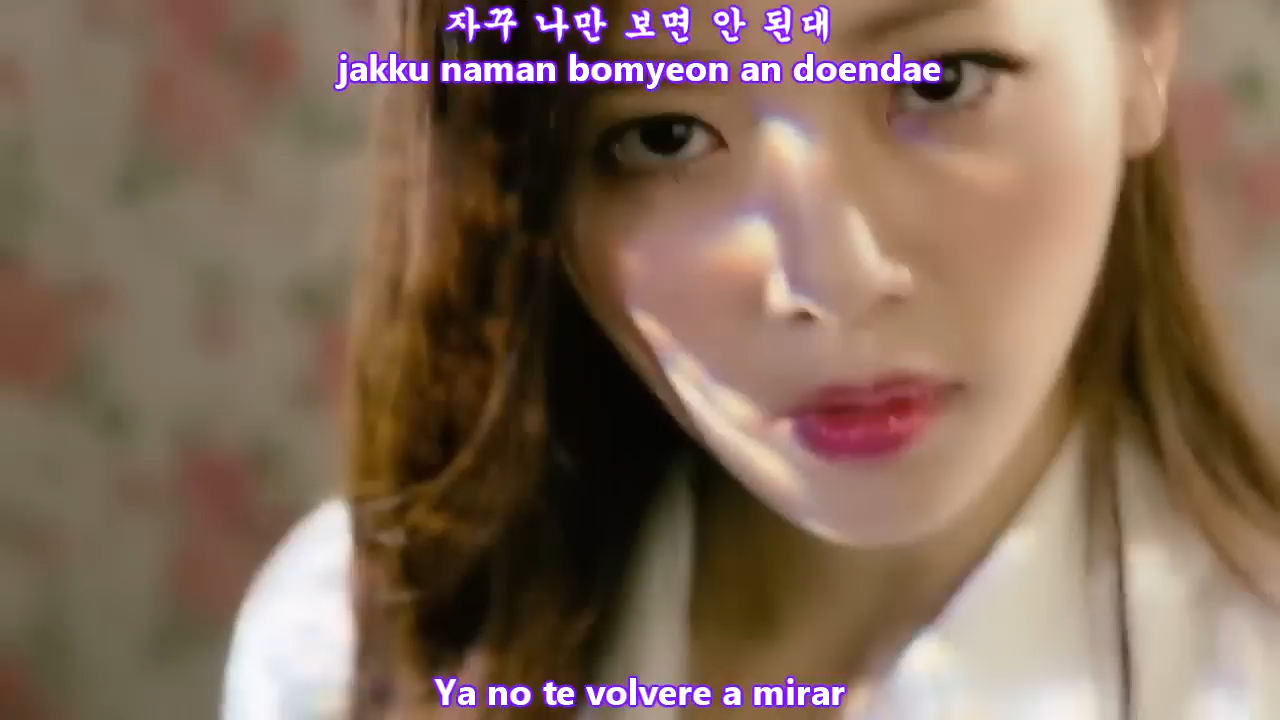 자꾸 나만 보면 안 된대
jakku naman bomyeon an doendae
Ya no te volvere a mirar